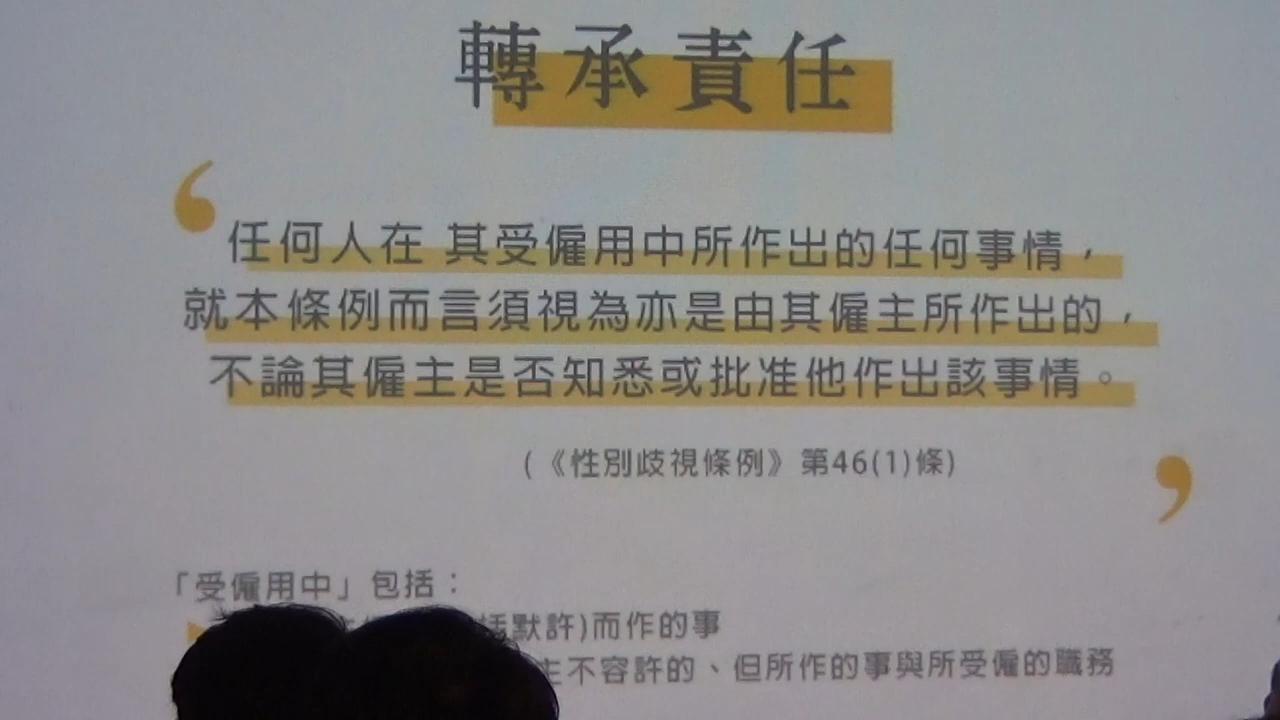 轉承責任
任何人在 其受僱用中所作出的任何事情，
就本條例而言須視為亦是由其僱主所作出的，
不論其僱主是否知悉或批准他作出該事情。
(《性別歧視條例》第46(1)條)
「受僱用中」包括：
默許)而作的事
主不容許的、但所作的事與所受僱的職務